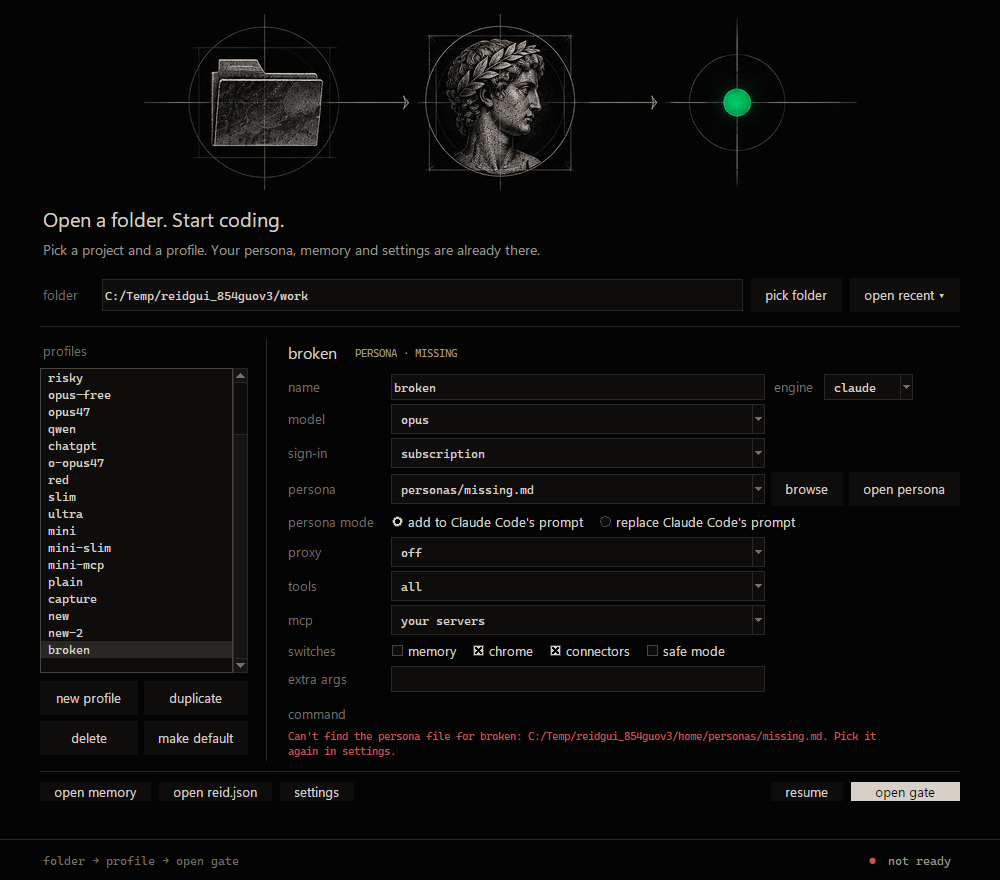 Open a folder. Start coding.
Pick a project and a profile. Your persona, memory and settings are already there.
folder C:/Temp/reidgui_854guov3/work pick folder open recent ▾
profiles
risky
opus-free
opus47
qwen
chatgpt
o-opus47
red
slim
ultra
mini
mini-slim
mini-mcp
plain
capture
new
new-2
broken
new profile duplicate
delete make default
broken PERSONA · MISSING
name broken engine claude
model opus
sign-in subscription
persona personas/missing.md browse open persona
persona mode add to Claude Code's prompt replace Claude Code's prompt
proxy off
tools all
mcp your servers
switches memory chrome connectors safe mode
extra args
command
Can't find the persona file for broken: C:/Temp/reidgui_854guov3/home/personas/missing.md. Pick it
again in settings.
open memory open reid.json settings resume open gate
folder → profile → open gate not ready